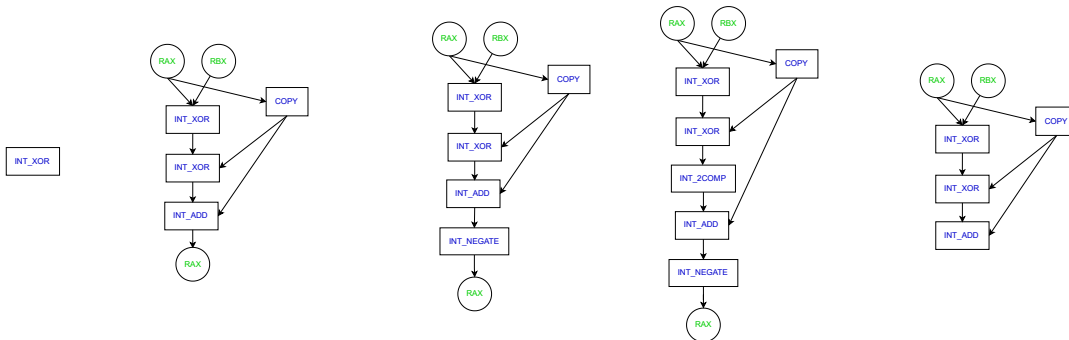 INT_XOR
RAX
RBX
COPY
INT_XOR
INT_XOR
INT_ADD
RAX
RAX
RBX
COPY
INT_XOR
INT_XOR
INT_ADD
INT_NEGATE
RAX
RAX
RBX
COPY
INT_XOR
INT_XOR
INT_2COMP
INT_ADD
INT_NEGATE
RAX
RAX
RBX
COPY
INT_XOR
INT_XOR
INT_ADD